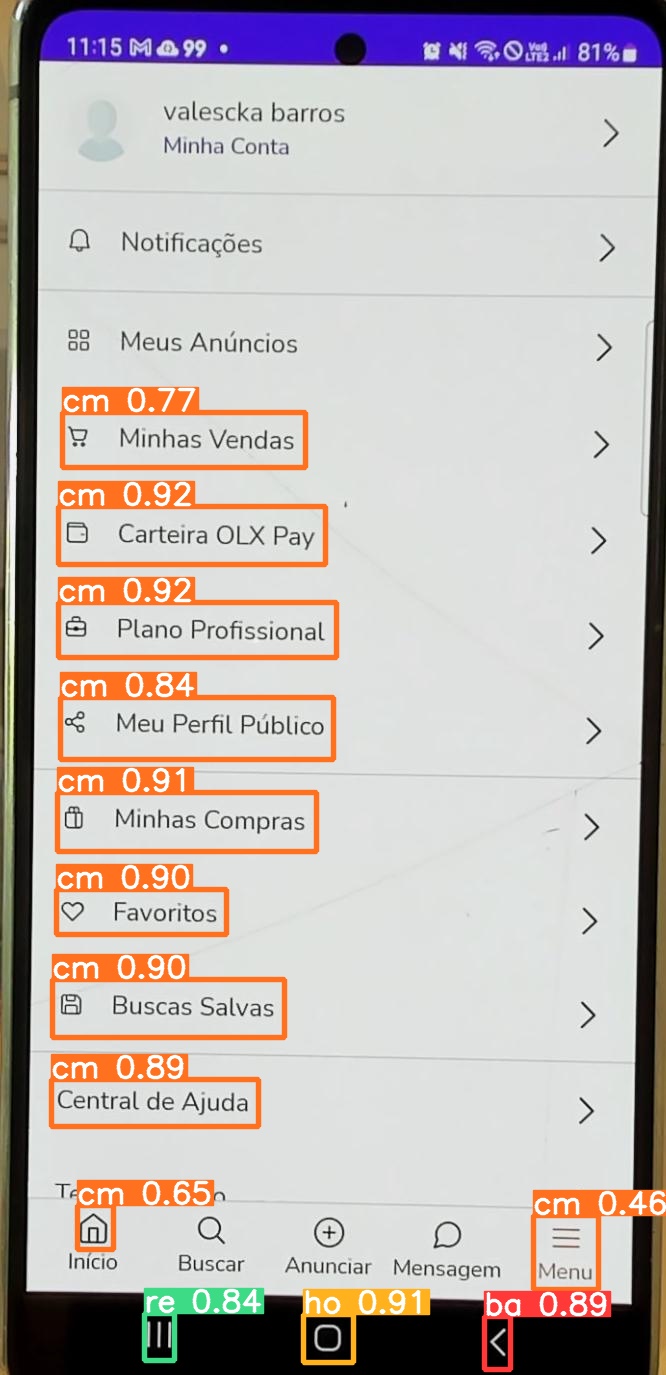 11:15 99 81%
valescka barros
Minha Conta
Notificações
Meus Anúncios
cm 0.77
Minhas Vendas
cm 0.92
Carteira OLX Pay
cm 0.92
Plano Profissional
cm 0.84
Meu Perfil Público
cm 0.91
Minhas Compras
cm 0.90
Favoritos
cm 0.90
Buscas Salvas
cm 0.89
Central de Ajuda
cm 0.65 cm 0.46
Início Buscar Anunciar Mensagem Menu
re 0.84 ho 0.91 ba 0.89